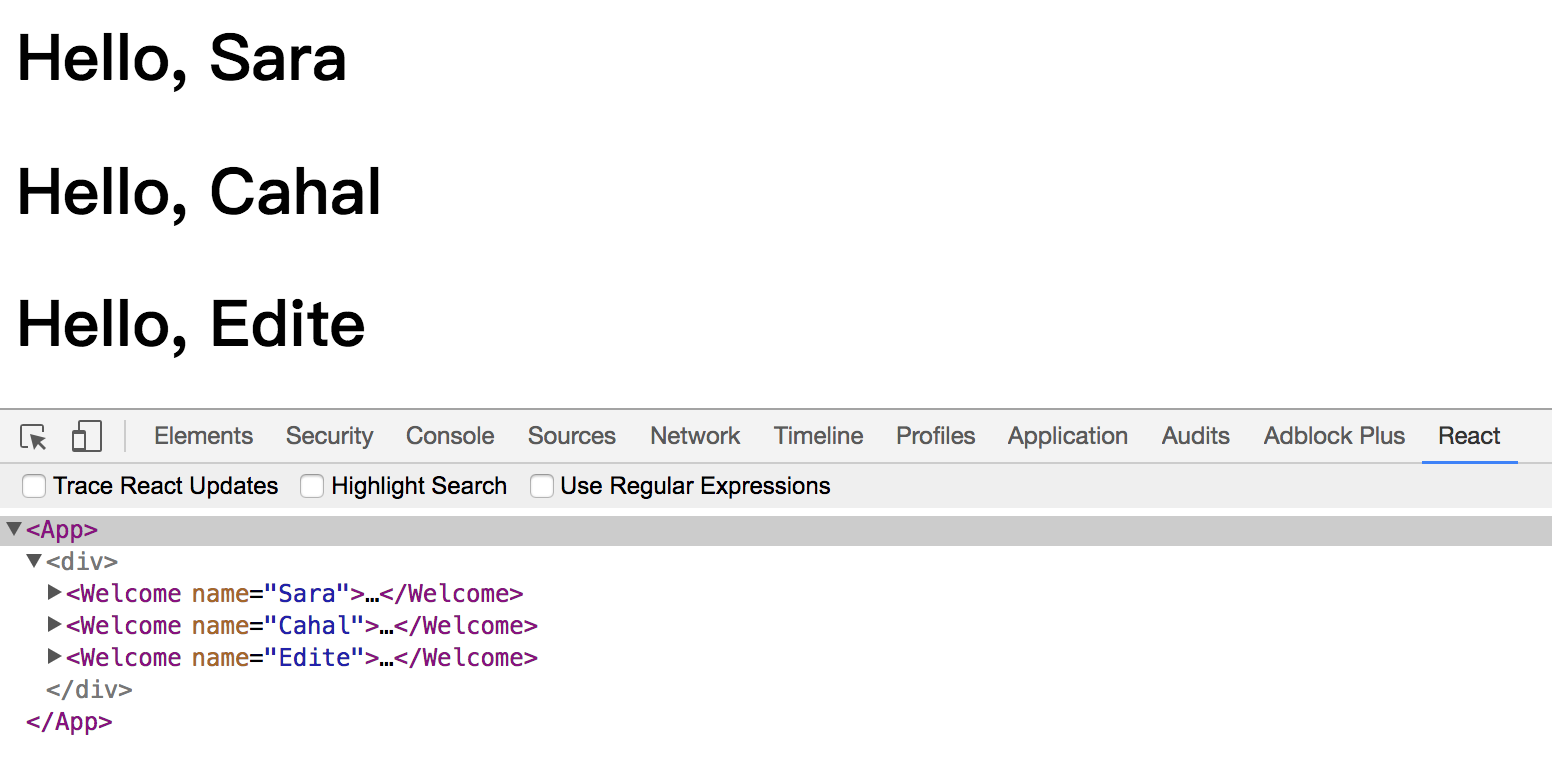 Hello, Sara
Hello, Cahal
Hello, Edite
Elements Security Console Sources Network Timeline Profiles Application Audits Adblock Plus React
Trace React Updates Highlight Search Use Regular Expressions
<App>
<div>
<Welcome name="Sara">…</Welcome>
<Welcome name="Cahal">…</Welcome>
<Welcome name="Edite">…</Welcome>
</div>
</App>